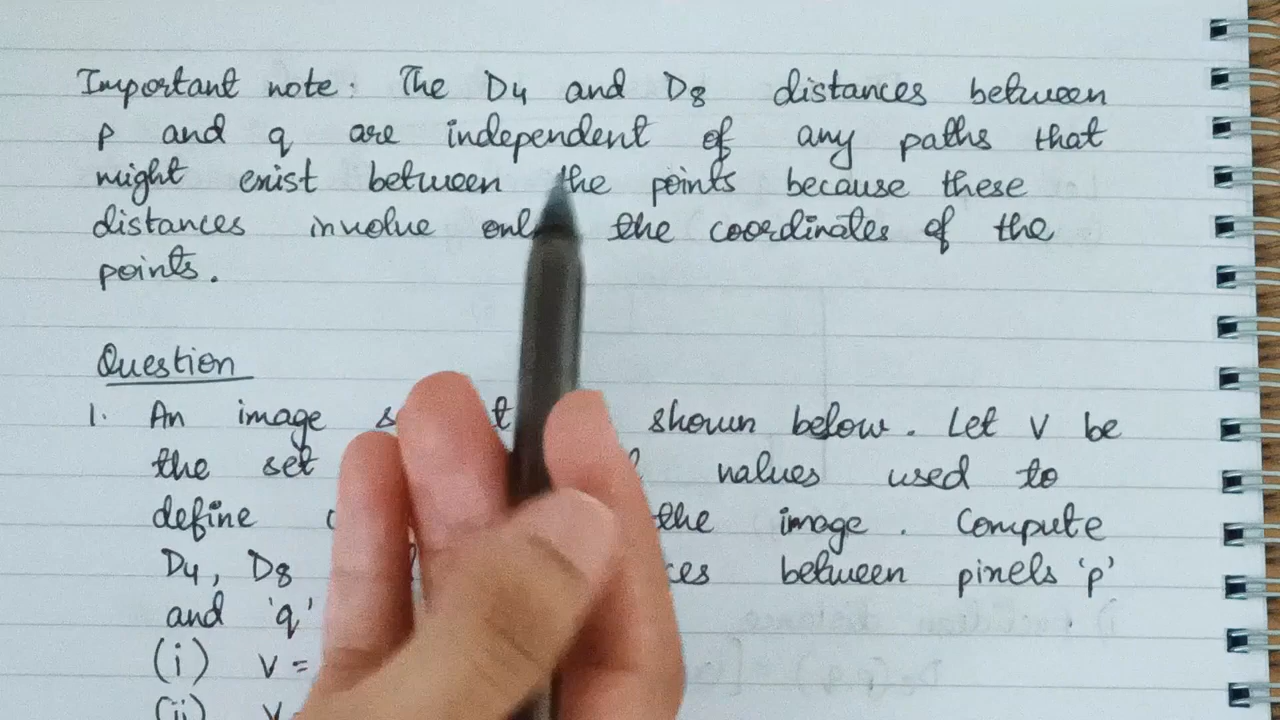 Important note: The D4 and D8 distances between
p and q are independent of any paths that
might exist between the points because these
distances involve only the coordinates of the
points.
Question
1. An image shown below. Let V be
the set values used to
define the image. Compute
D4, D8 between pixels 'p'
and 'q'
(i) V =
(ii) V